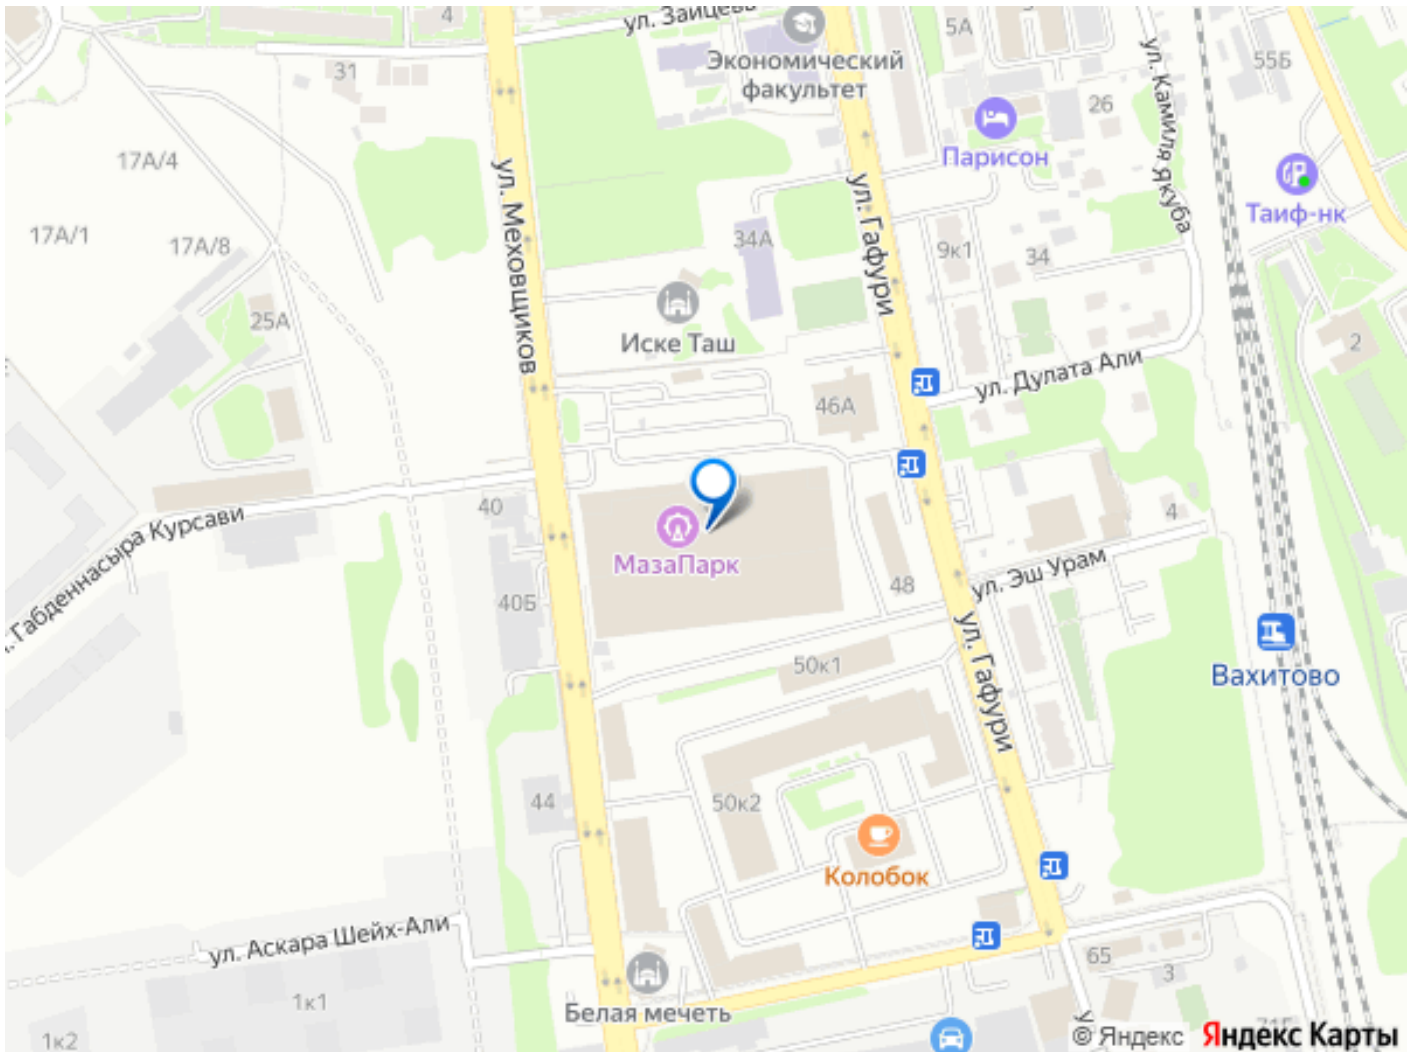 4
ул. Зайцева
Экономический
факультет
5А
ул. Камиля Якуба
55Б
31
26
17А/4
ул. Меховщиков
ул. Гафури
Парисон
Таиф-нк
17А/1
17А/8
34А
9к1
34
25А
Иске Таш
2
ул. Дулата Али
46А
40
4
. Габденнасыра Курсави
МазаПарк
48
ул. Эш Урам
40Б
ул. Гафури
50к1
Вахитово
44
50к2
Колобок
ул. Аскара Шейх-Али
65
3
1к1
Белая мечеть
1к2
© Яндекс Яндекс Карты